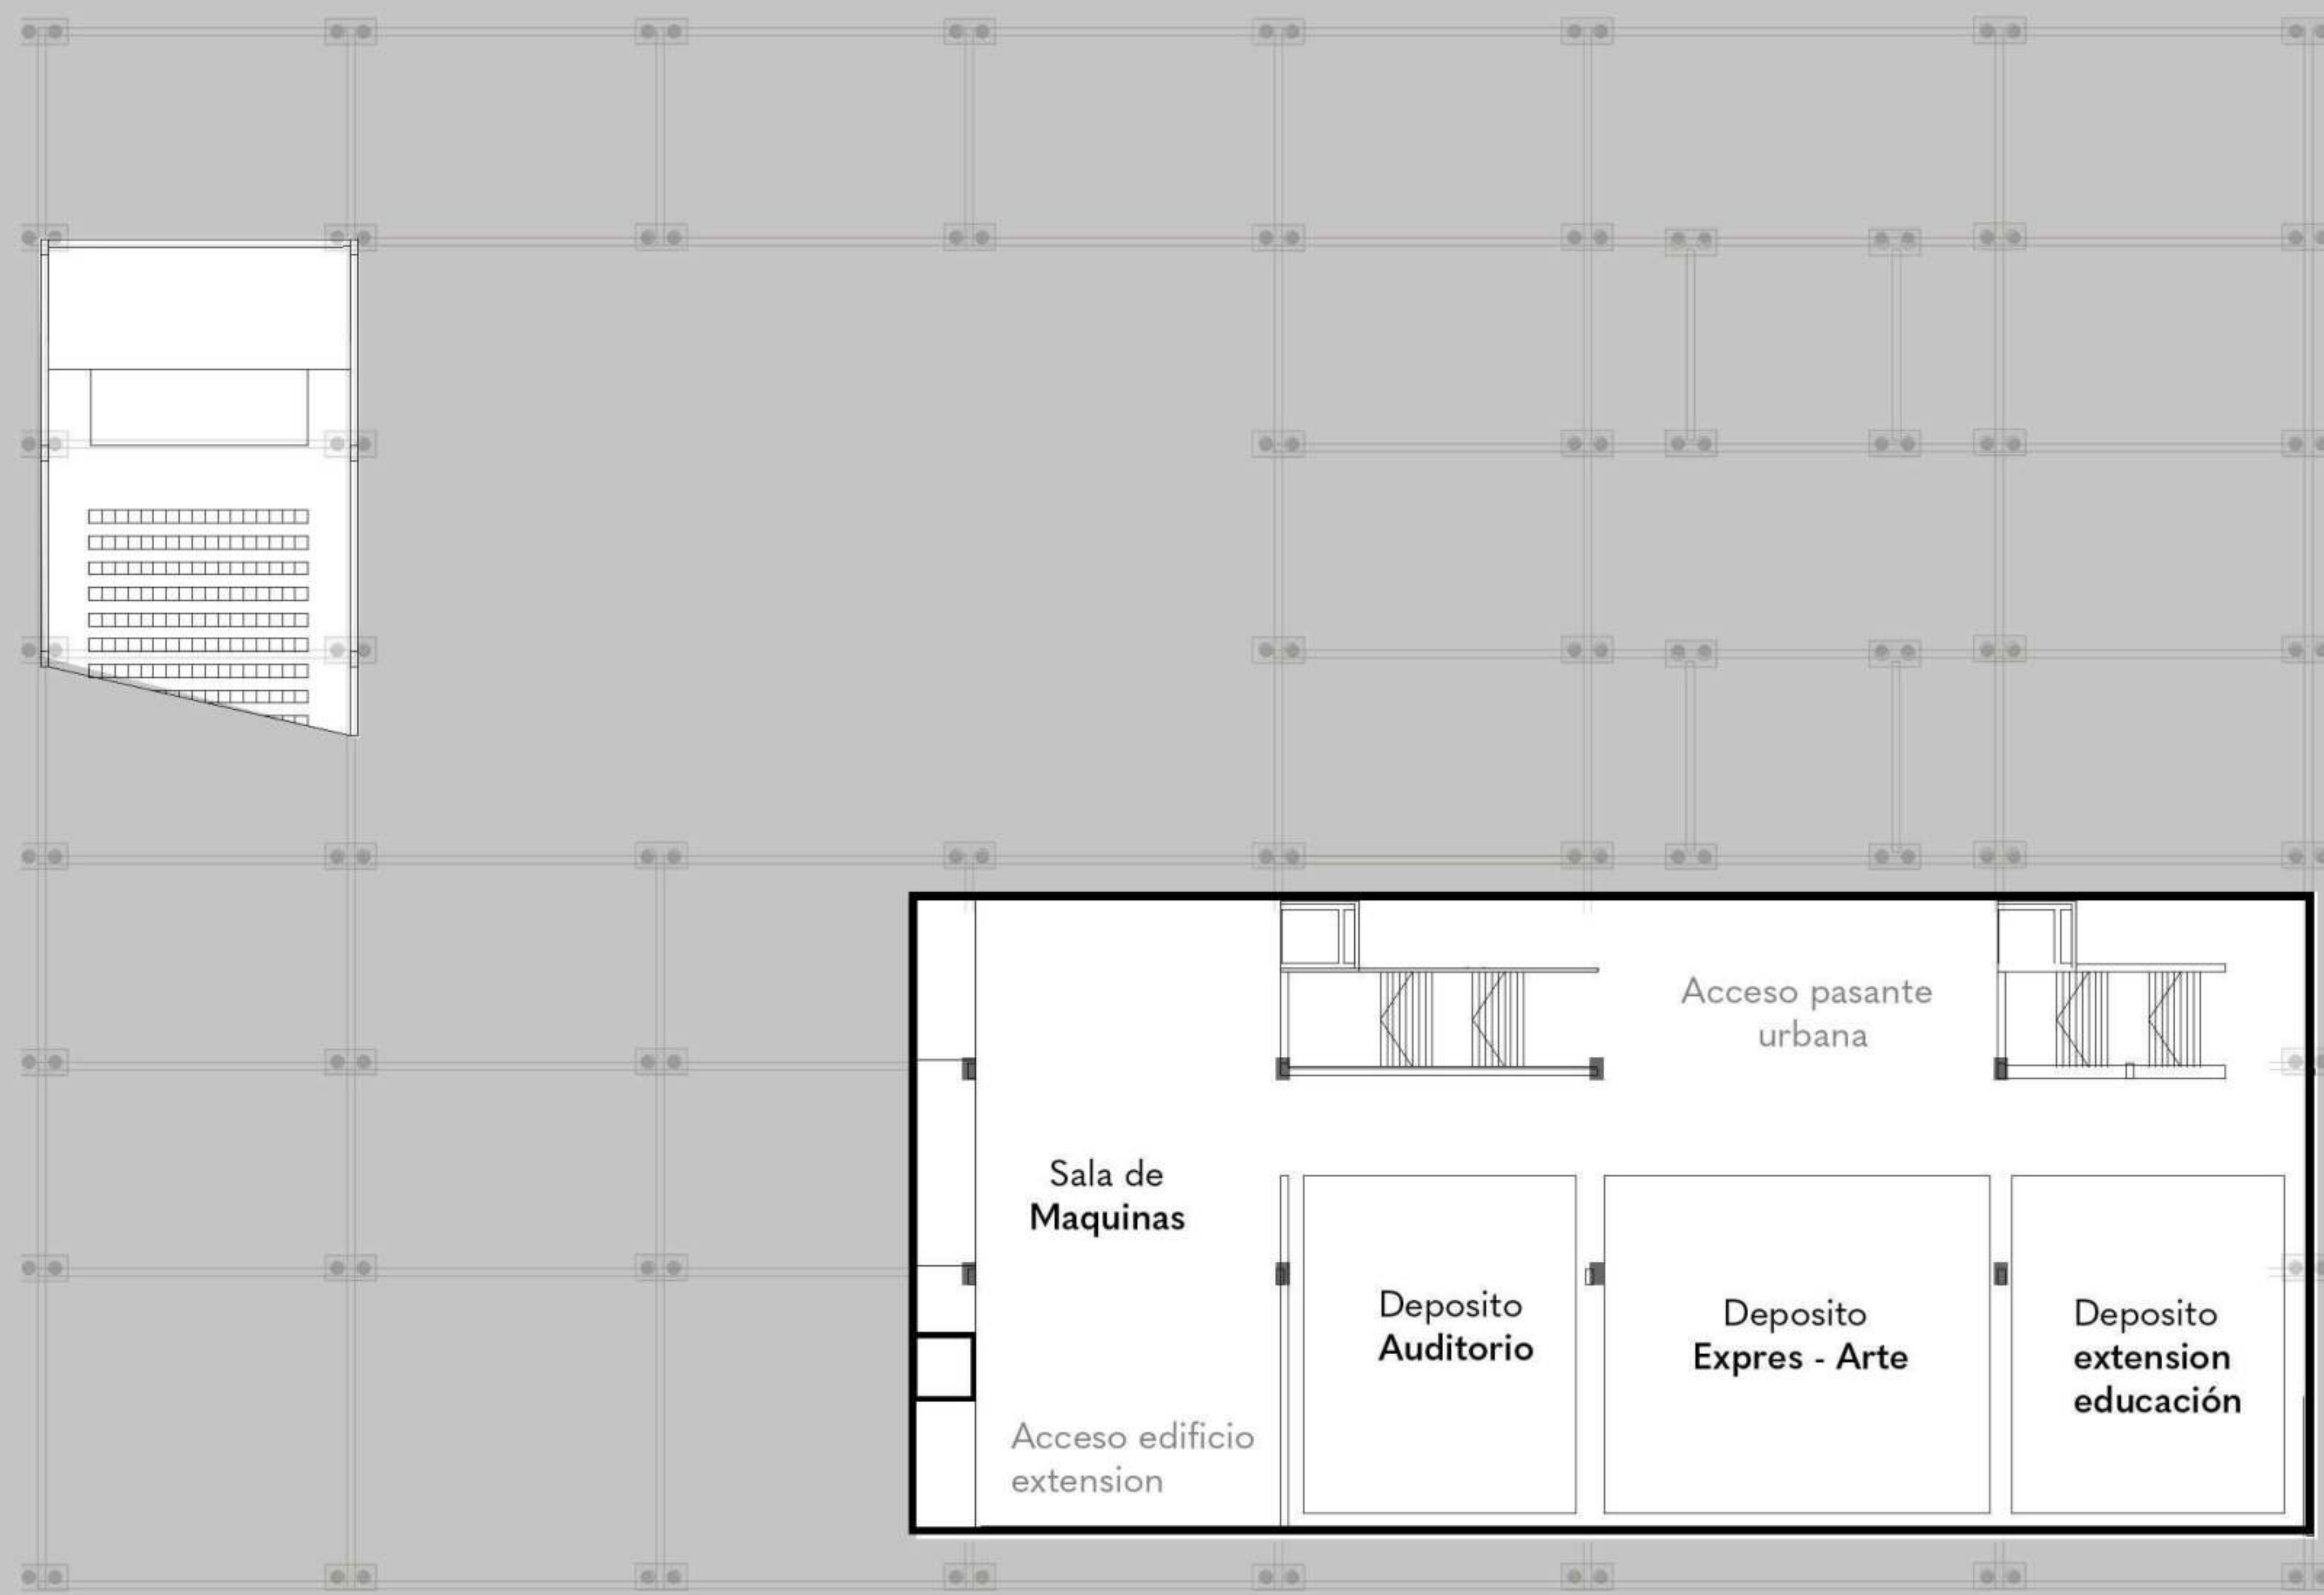 Acceso pasante
urbana
Sala de
Maquinas
Deposito
Auditorio
Deposito
Expres - Arte
Deposito
extension
educación
Acceso edificio
extension